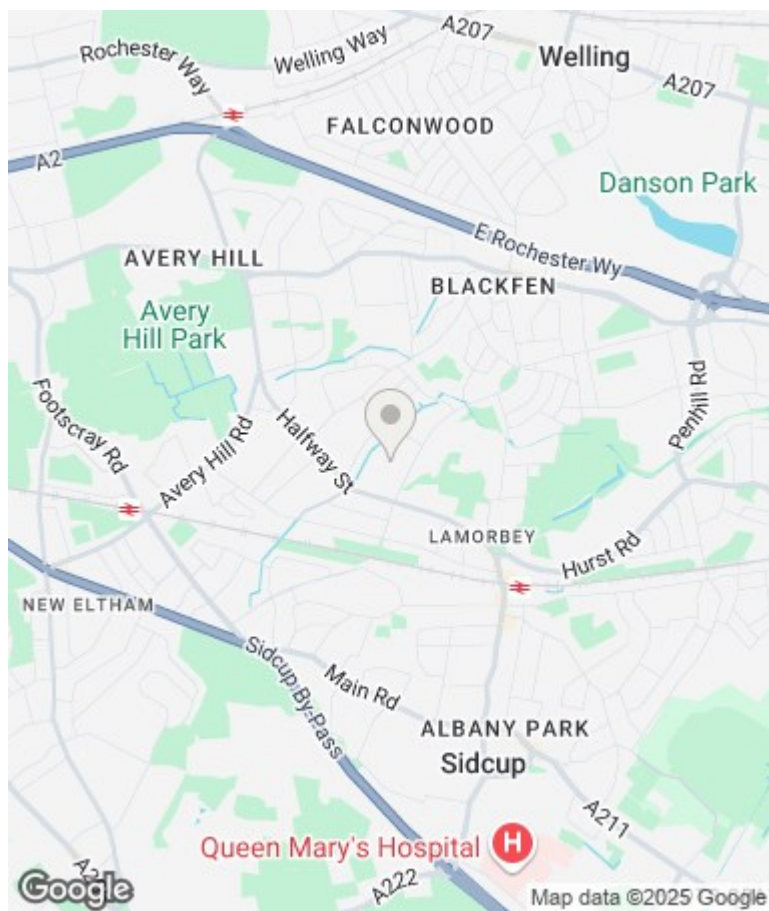 A207
Welling Way
Rochester Way
Welling
A207
FALCONWOOD
A2
Danson Park
E Rochester Wy
AVERY HILL
BLACKFEN
Avery
Hill Park
Penhill Rd
Footscray Rd
Avery Hill Rd
Halfway St
LAMORBEY
Hurst Rd
NEW ELTHAM
Sidcup By-Pass
Main Rd
ALBANY PARK
Sidcup
A211
Queen Mary's Hospital
H
A222
Google
Map data ©2025 Google